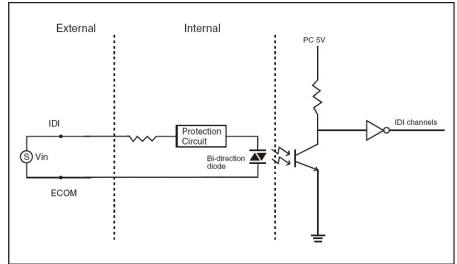 External
Internal
PC 5V
IDI
Protection
Circuit
IDI channels
S
Vin
Bi-direction
diode
ECOM